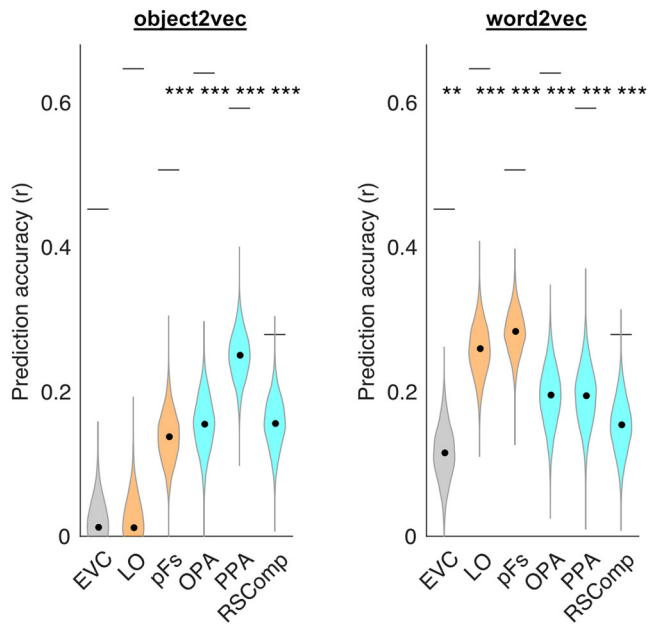 object2vec
word2vec
Prediction accuracy (r)
0.6
0.4
0.2
0
*** *** *** ***
EVC
LO
pFs
OPA
PPA
RSComp
Prediction accuracy (r)
0.6
0.4
0.2
0
** *** *** *** *** ***
EVC
LO
pFs
OPA
PPA
RSComp